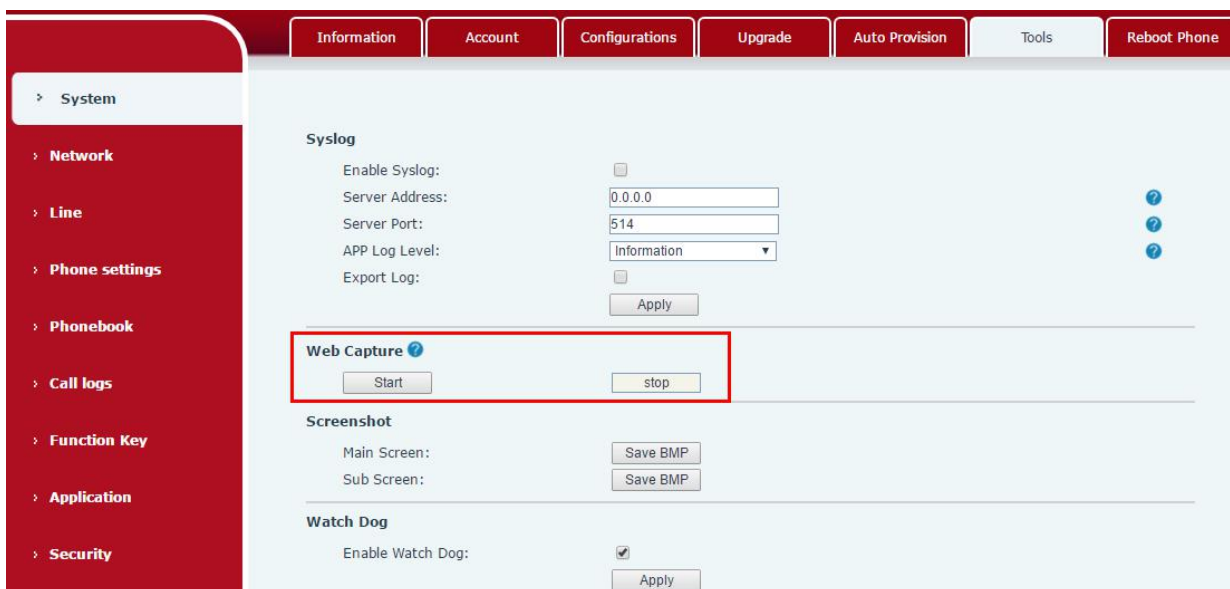 Information Account Configurations Upgrade Auto Provision Tools Reboot Phone
System
Network
Line
Phone settings
Phonebook
Call logs
Function Key
Application
Security
Syslog
Enable Syslog:
Server Address: 0.0.0.0
Server Port: 514
APP Log Level: Information
Export Log:
Apply
Web Capture
Start stop
Screenshot
Main Screen: Save BMP
Sub Screen: Save BMP
Watch Dog
Enable Watch Dog:
Apply